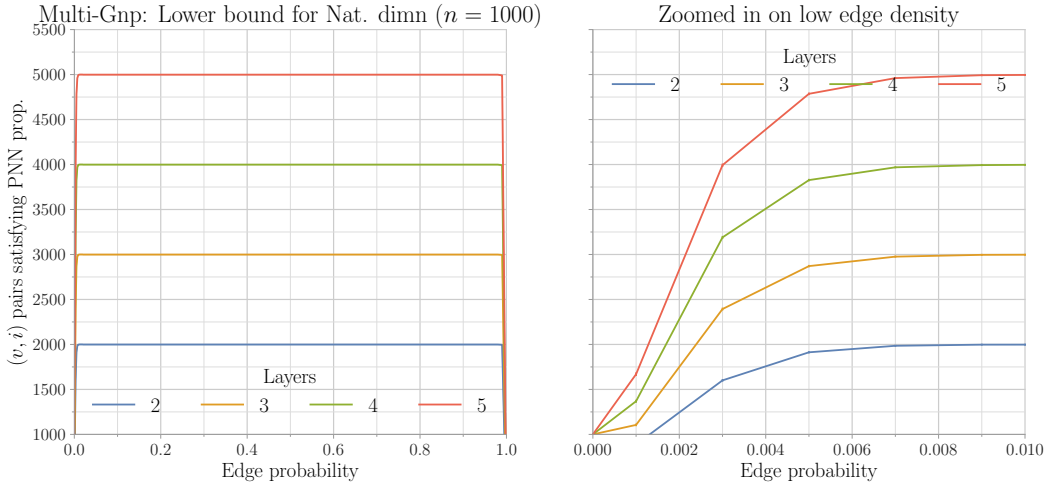 Multi-Gnp: Lower bound for Nat. dimn (n = 1000)
(v, i) pairs satisfying PNN prop.
5500
5000
4500
4000
3500
3000
2500
2000
1500
1000
Layers
2 3 4 5
0.0 0.2 0.4 0.6 0.8 1.0
Edge probability
Zoomed in on low edge density
Layers
2 3 4 5
0.000 0.002 0.004 0.006 0.008 0.010
Edge probability